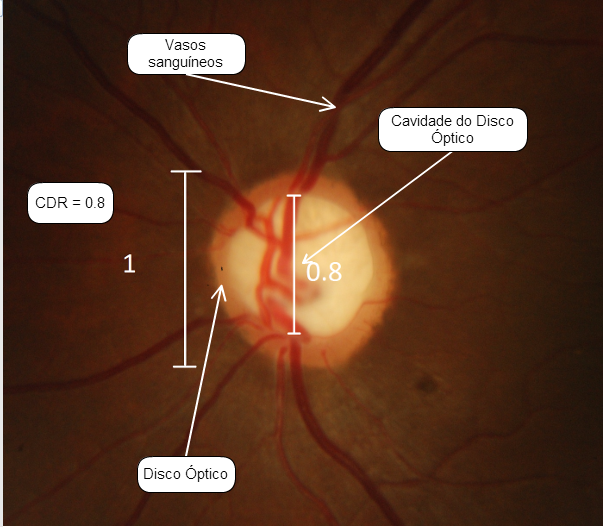 Vasos
sanguíneos
Cavidade do Disco
Óptico
CDR = 0.8
1
0.8
Disco Óptico